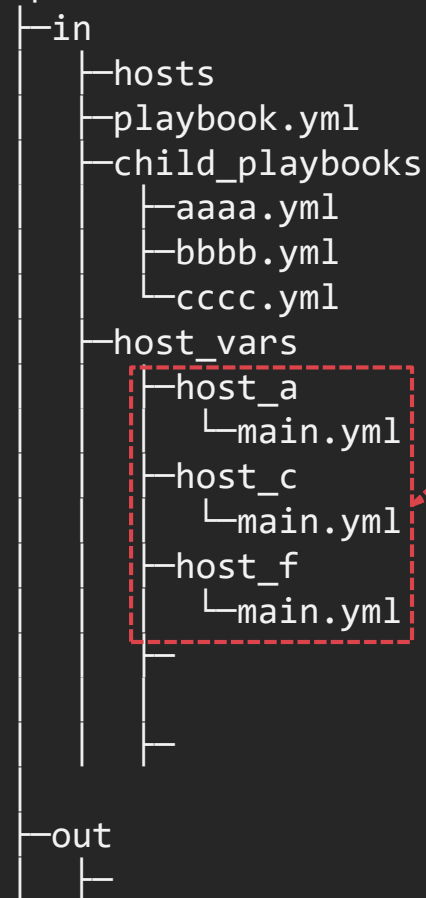 in
hosts
playbook.yml
child_playbooks
aaaa.yml
bbbb.yml
cccc.yml
host_vars
host_a
main.yml
host_c
main.yml
host_f
main.yml
out